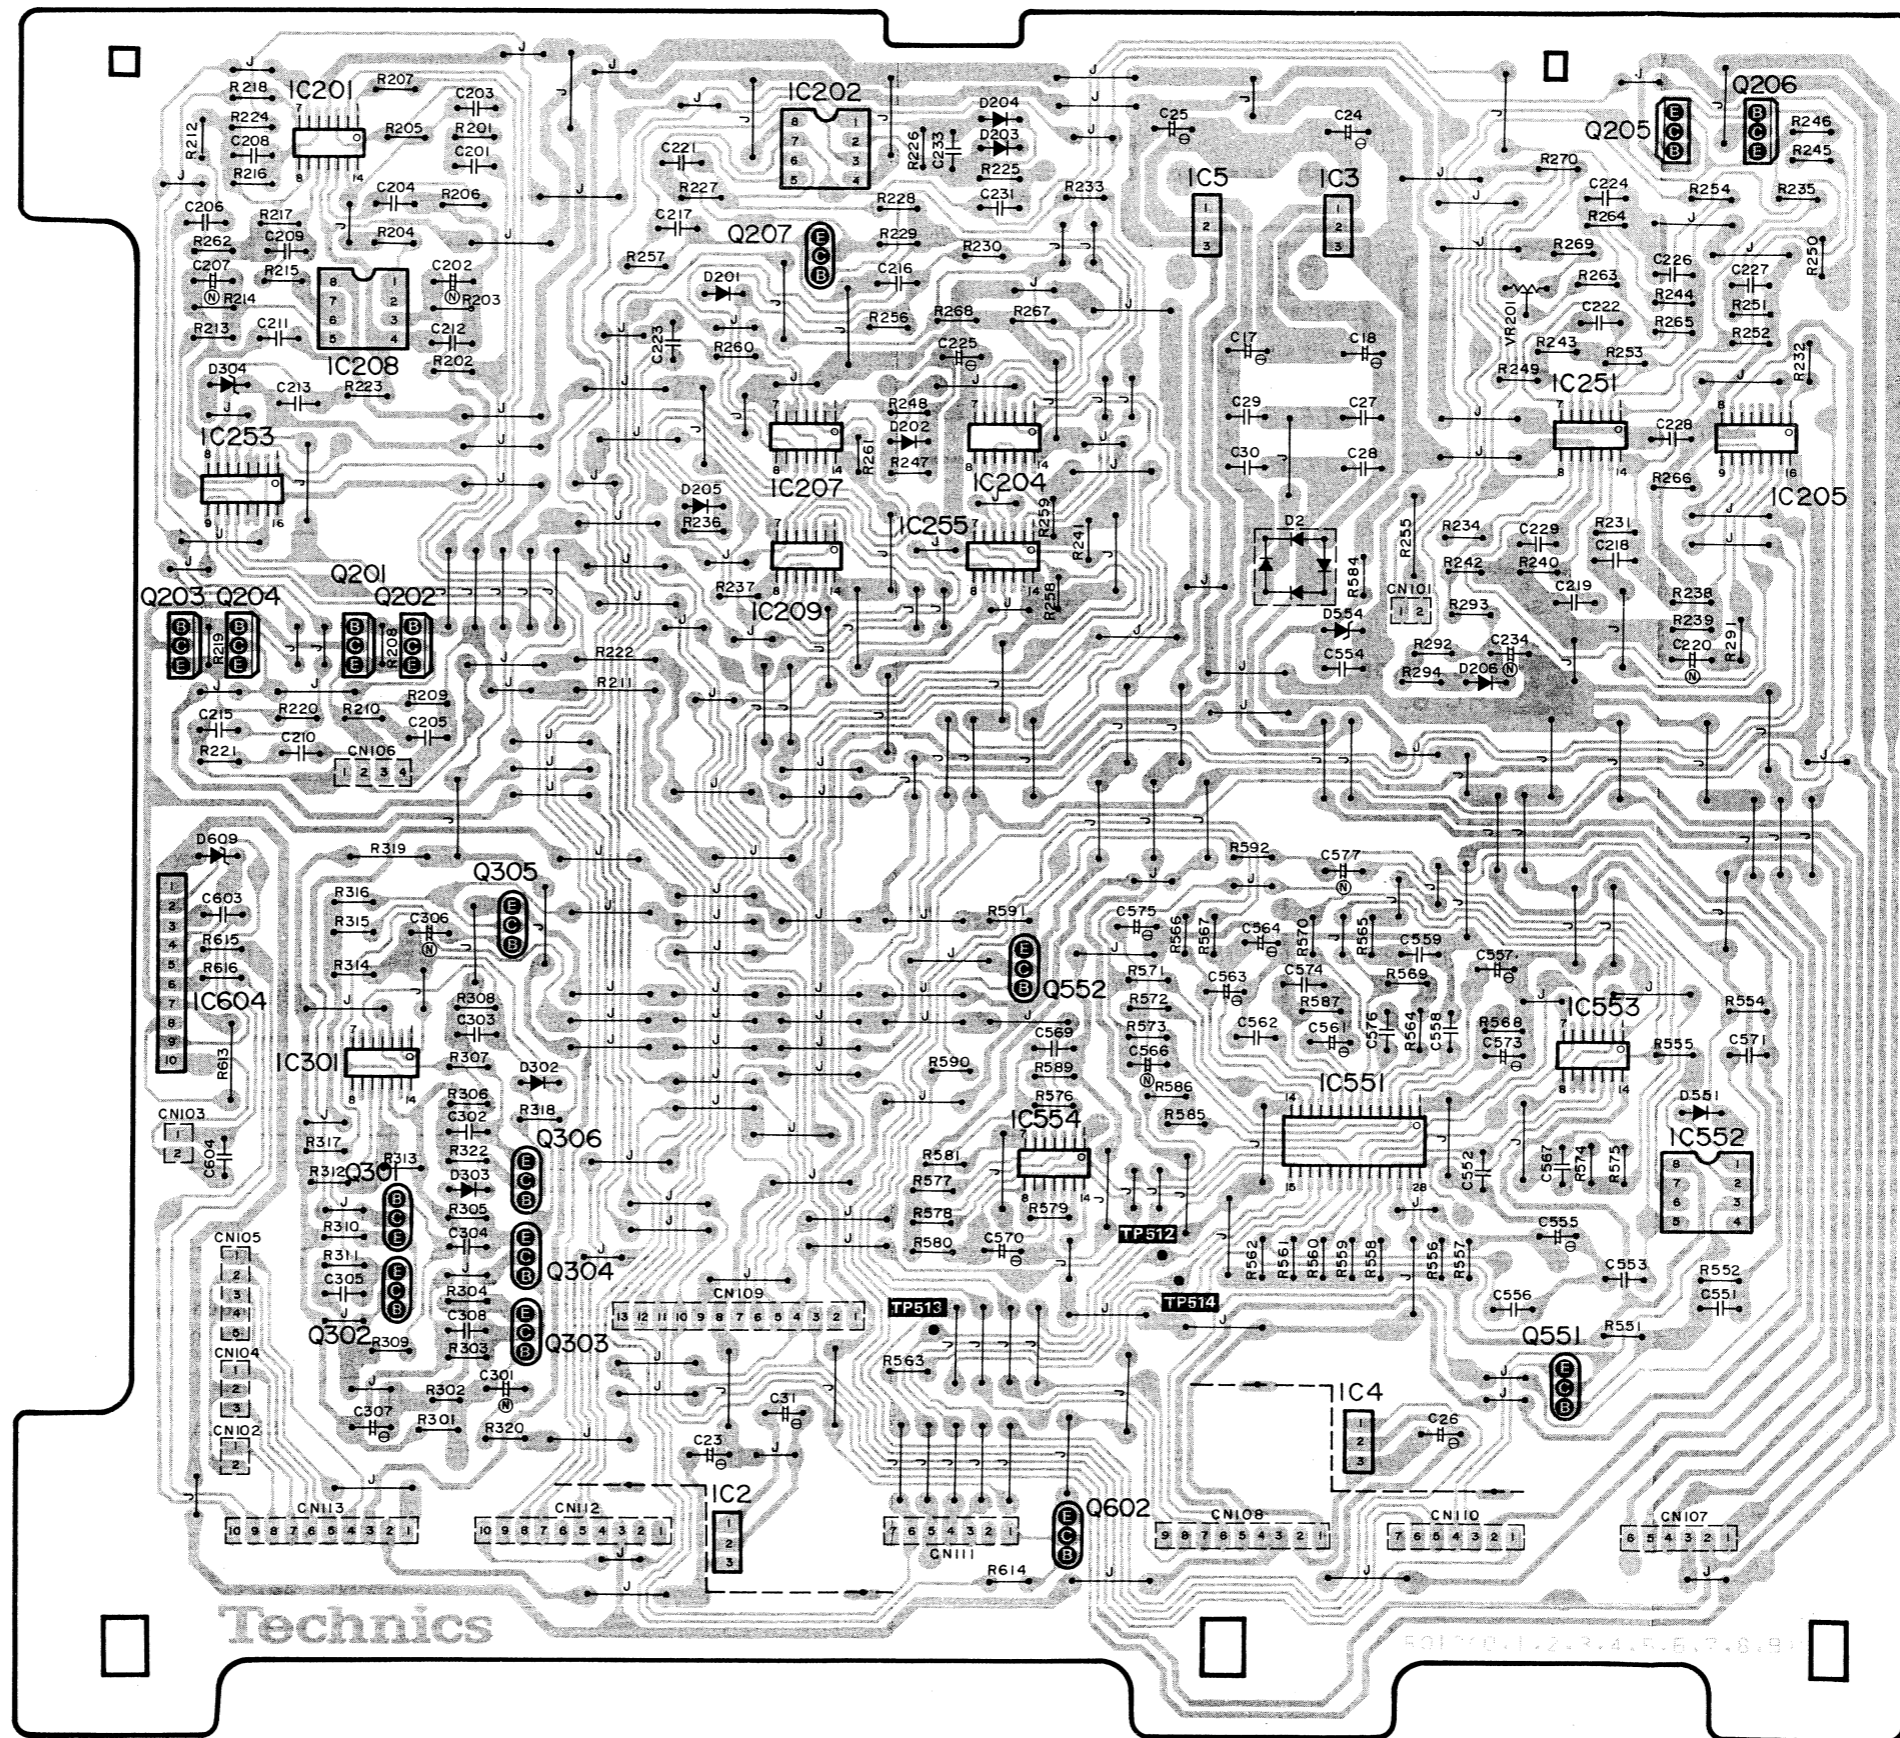 R218 IC201 R207 C203
R224 R212 C208 R205 R201
R216 C201 C204 R206
C206 R217 C209 R204
R262 C207 R215 C202
R214 R203
R213 C211 C212
IC208 R202
D304 C213 R223
IC253
IC202 D204
D203 R226 C233
C221 R225
R227 C231 R233
C217 R228
Q207 R229 R230
R257 D201 C216
R256 R268 R267
C223 R260 C225
R248 D202
R261 R247
IC207 IC204
D205 R236 IC255 R259 R241
R237 IC209 R258
C25 C24
IC5 IC3
C17 C18
C29 C27
C30 C28
D2 R584 R255
CN101
D554 C554
Q206
Q205 R246
R245
R270 C224 R254 R235
R264
R269 R250
R263 C226 C227
VR201 R244 R251
C222 R265 R252
R243 R253 R232
R249 IC251
C228
R266 IC205
R234 C229 R231
C218
R242 R240 C219
R293 R238
R239 R291
R292 C234 C220
R294 D206
Q203 Q204 Q201 Q202
R219 R208 R222
R211
R209
C215 R220 R210 C205
R221 C210 CN106
D609 R319
Q305
R316
C603 R315 C306
R615
R616 R314
IC604 R308
C303
R613 IC301 R307
D302
R306
CN103 C302 R318
R317 Q306
C604 R322
R312 R313 Q301
D303
R305
R310
CN105 C304
R311
C305 Q304
R304
C308
Q302 R309 R303 Q303
CN104
C301
R302
C307 R301
CN102 R320
CN109
R592 C577
R591 C575 R566 R567 C564 R570 R565 C559
C557
Q552 R571 C563 C574 R569
R572 R587 IC553 R554
C569 R573 C562 C561 C576 R564 C558 R568
C566 C573 R555 C571
R590 R589 R586 IC551
R576 R585 D551
IC554 IC552
R581 C552 C567 R574 R575
R577
R578 R579
R580 C570 TP512
R562 R561 R560 R559 R558 R556 R557 C555
C553 R552
TP513 TP514 C556 C551
Q551 R551
R563
C31 IC4
C23 C26
IC2
CN113 CN112 CN111 Q602 CN108 CN110 CN107
R614
Technics